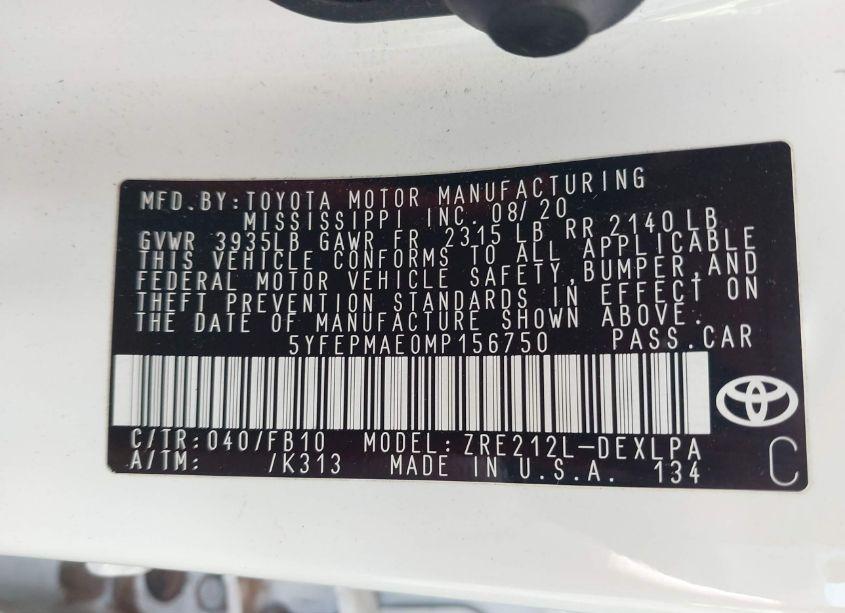 MFD.BY:TOYOTA MOTOR MANUFACTURING
MISSISSIPPI INC. 08/20
GVWR 3935LB GAWR FR 2315 LB RR 2140 LB
THIS VEHICLE CONFORMS TO ALL APPLICABLE
FEDERAL MOTOR VEHICLE SAFETY,BUMPER,AND
THEFT PREVENTION STANDARDS IN EFFECT ON
THE DATE OF MANUFACTURE SHOWN ABOVE.
5YFEPMAE0MP156750 PASS.CAR
C/TR:040/FB10 MODEL:ZRE212L-DEXLPA
A/TM: /K313 MADE IN U.S.A. 134 C